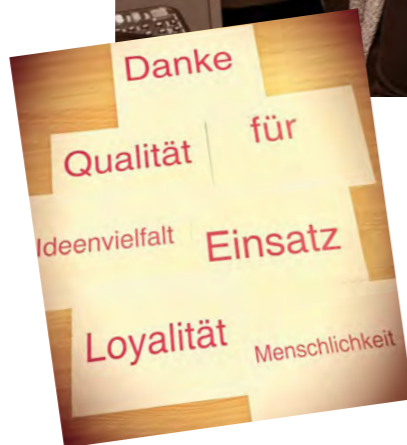 Danke
Qualität für
Ideenvielfalt Einsatz
Loyalität Menschlichkeit